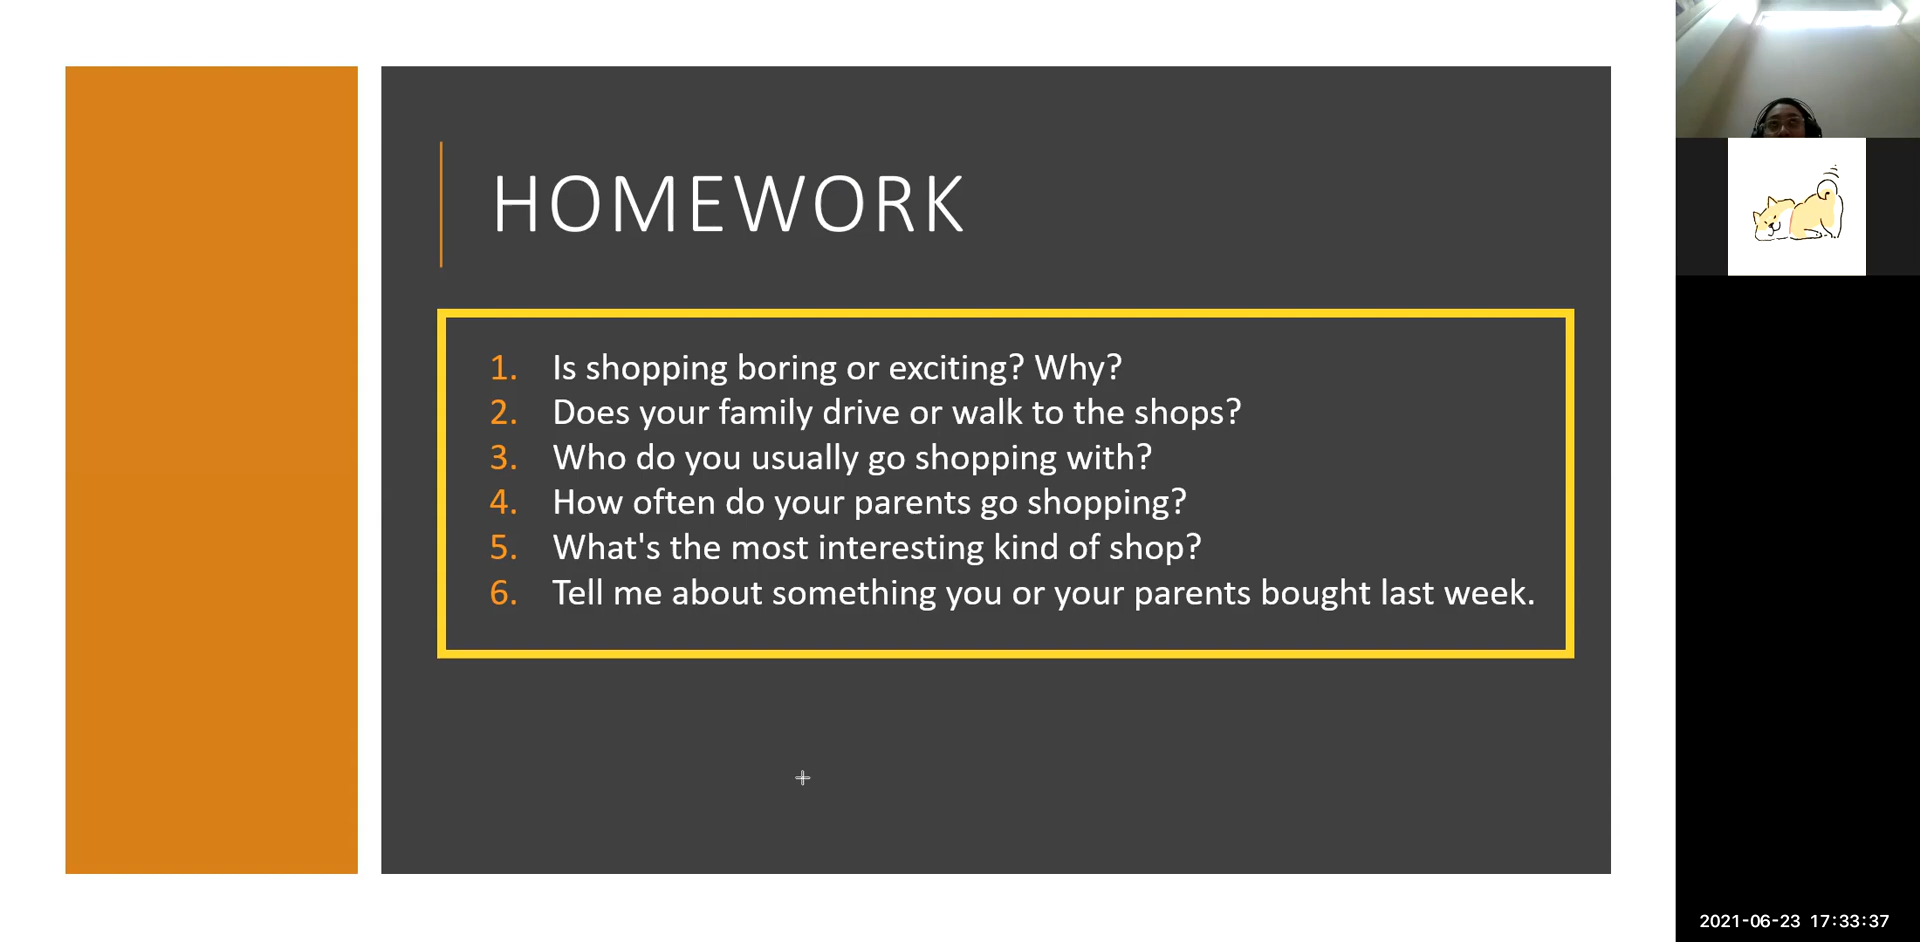 HOMEWORK
1. Is shopping boring or exciting? Why?
2. Does your family drive or walk to the shops?
3. Who do you usually go shopping with?
4. How often do your parents go shopping?
5. What's the most interesting kind of shop?
6. Tell me about something you or your parents bought last week.
2021-06-23 17:33:37